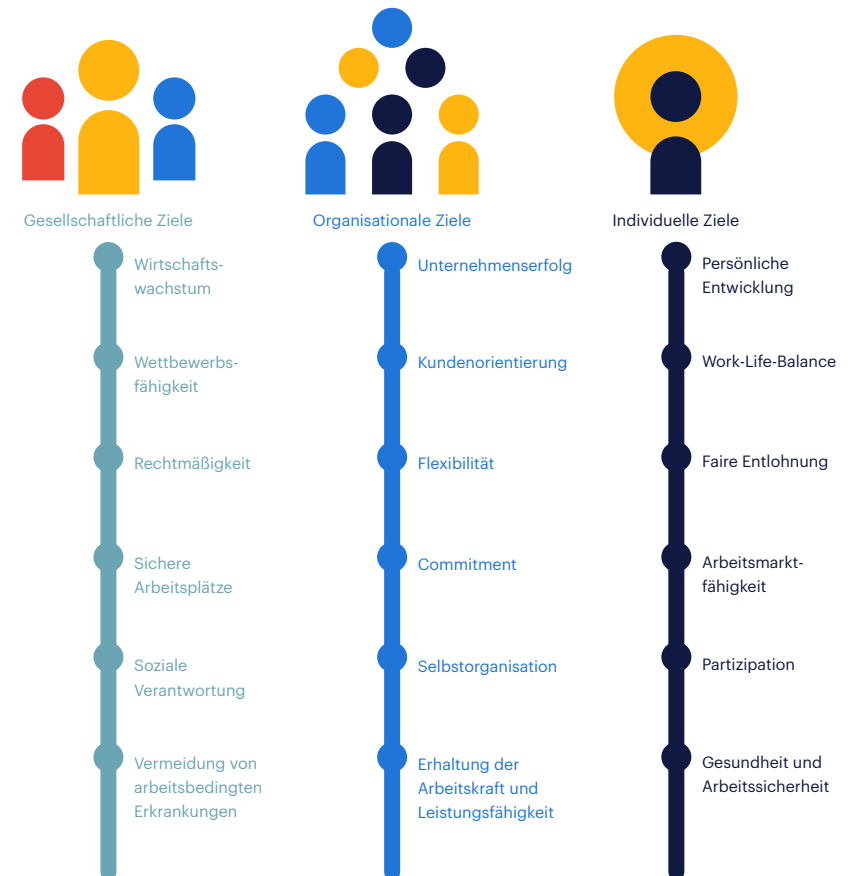 Gesellschaftliche Ziele
Wirtschafts-
wachstum
Wettbewerbs-
fähigkeit
Rechtmäßigkeit
Sichere
Arbeitsplätze
Soziale
Verantwortung
Vermeidung von
arbeitsbedingten
Erkrankungen
Organisationale Ziele
Unternehmenserfolg
Kundenorientierung
Flexibilität
Commitment
Selbstorganisation
Erhaltung der
Arbeitskraft und
Leistungsfähigkeit
Individuelle Ziele
Persönliche
Entwicklung
Work-Life-Balance
Faire Entlohnung
Arbeitsmarkt-
fähigkeit
Partizipation
Gesundheit und
Arbeitssicherheit